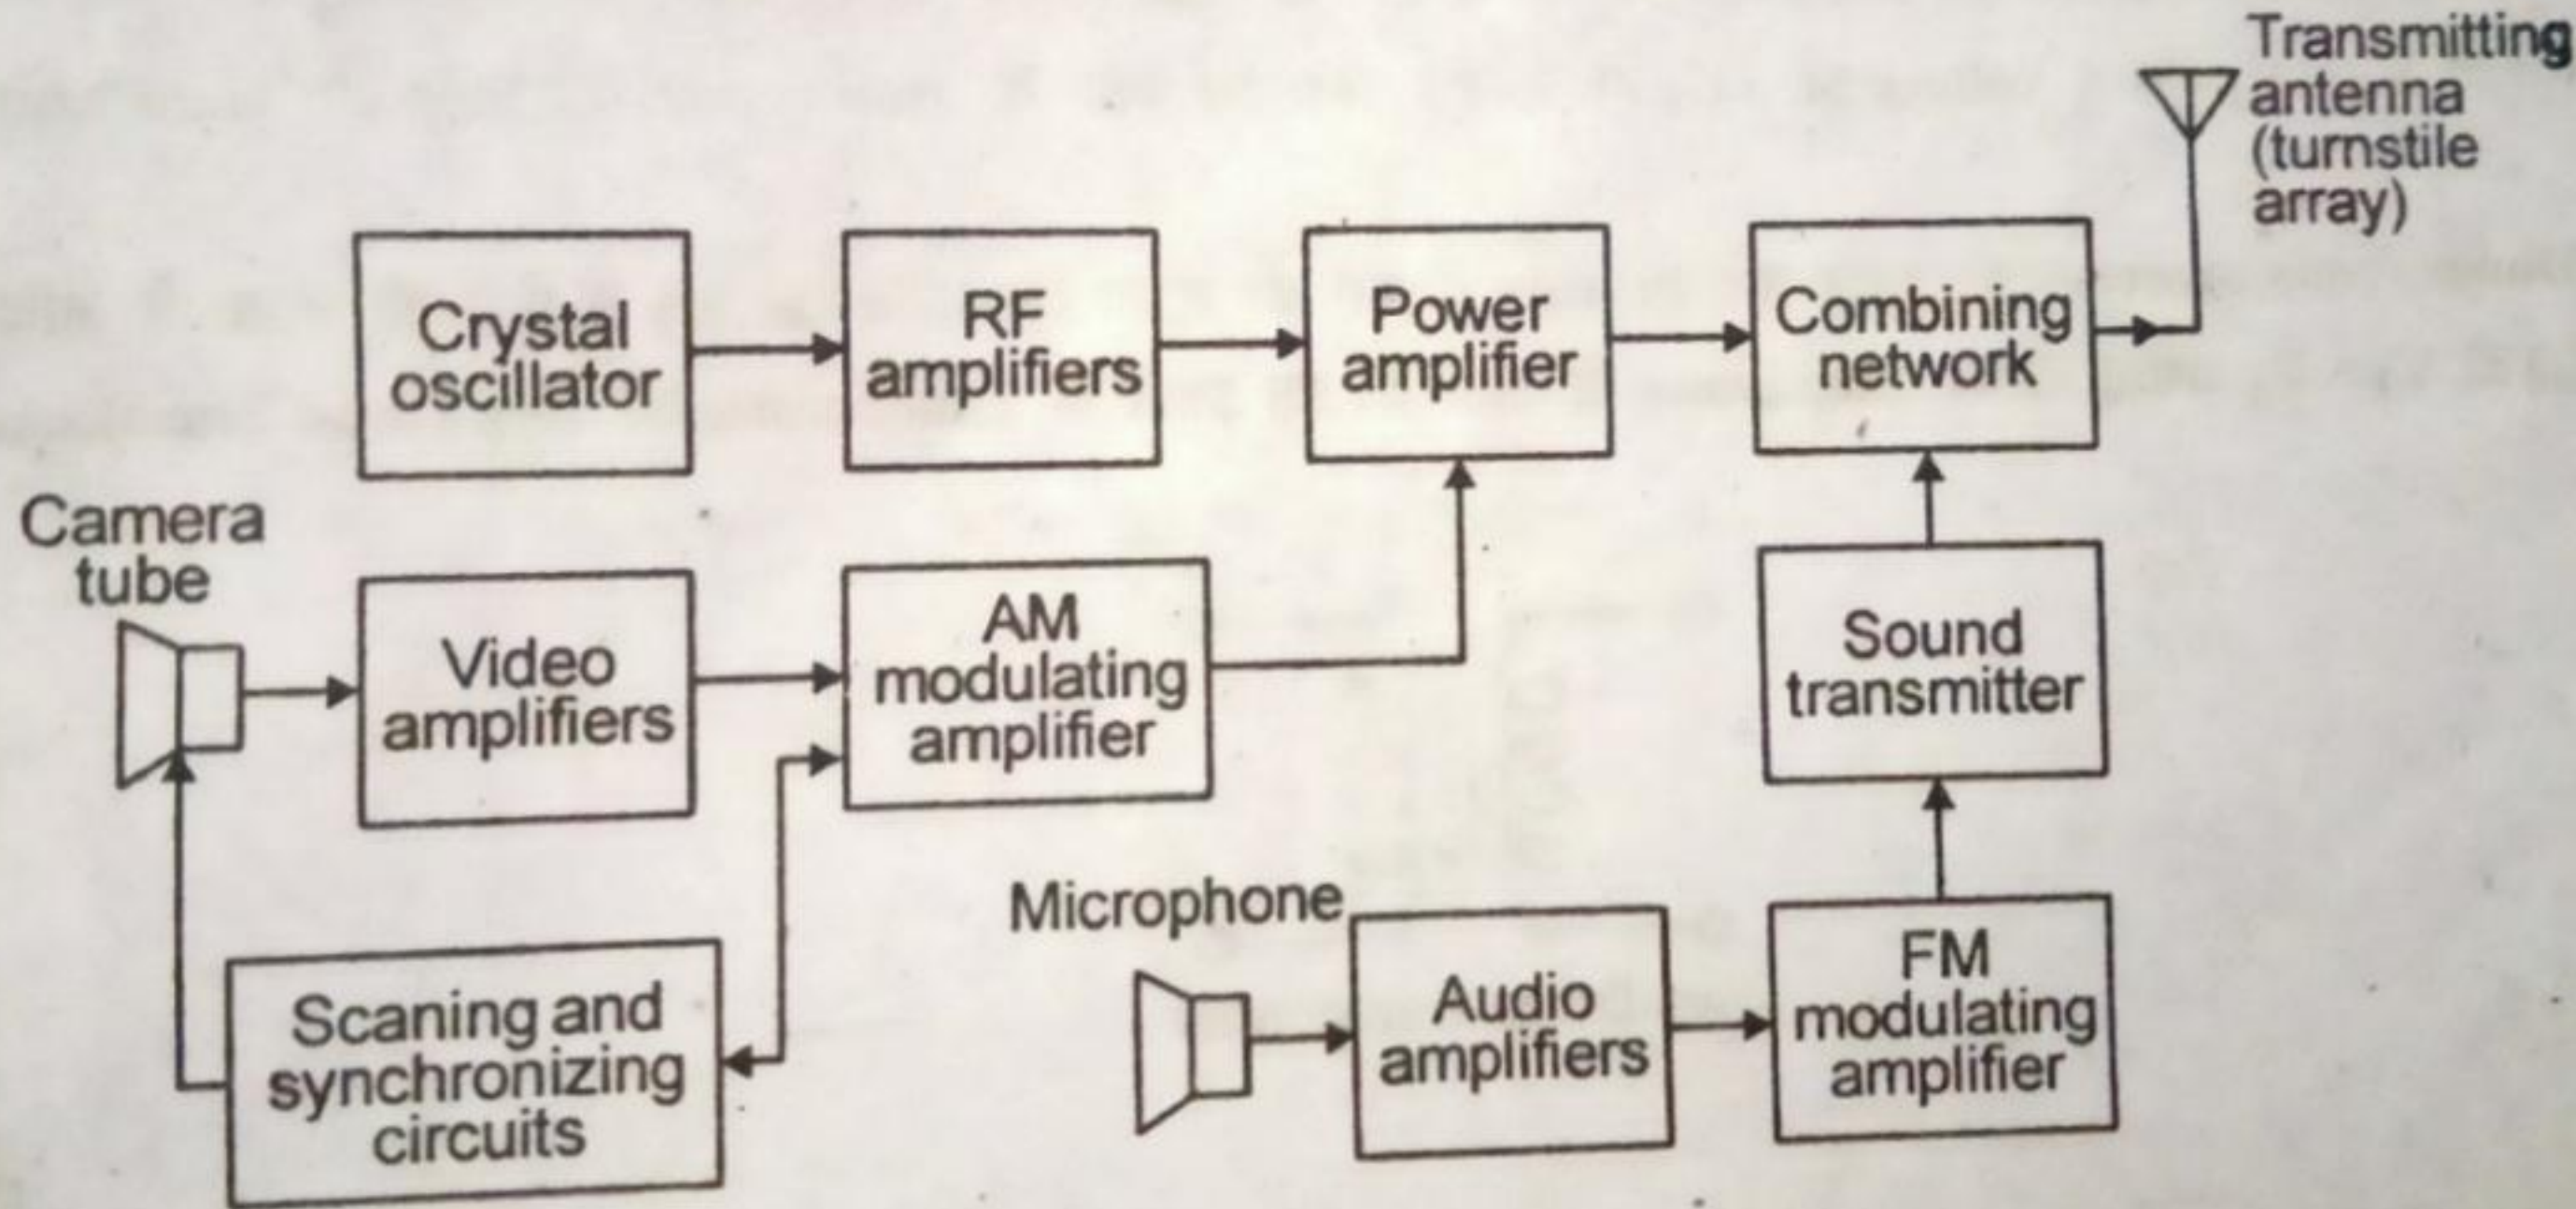 Transmitting
antenna
(turnstile
array)
Crystal
oscillator
RF
amplifiers
Power
amplifier
Combining
network
Camera
tube
Video
amplifiers
AM
modulating
amplifier
Sound
transmitter
Scaning and
synchronizing
circuits
Microphone
Audio
amplifiers
FM
modulating
amplifier